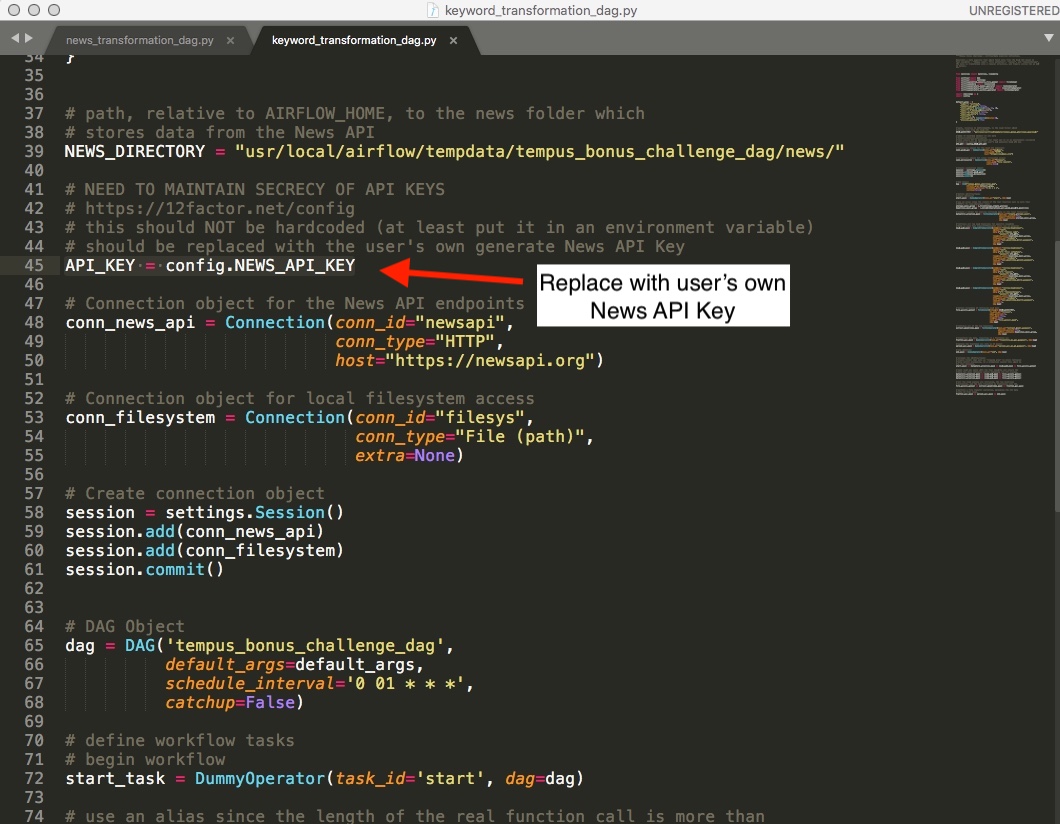 keyword_transformation_dag.py
UNREGISTERED
news_transformation_dag.py ×
keyword_transformation_dag.py ×
34 }
35
36
37 # path, relative to AIRFLOW_HOME, to the news folder which
38 # stores data from the News API
39 NEWS_DIRECTORY = "usr/local/airflow/tempdata/tempus_bonus_challenge_dag/news/"
40
41 # NEED TO MAINTAIN SECRECY OF API KEYS
42 # https://12factor.net/config
43 # this should NOT be hardcoded (at least put it in an environment variable)
44 # should be replaced with the user's own generate News API Key
45 API_KEY = config.NEWS_API_KEY
Replace with user’s own
News API Key
46
47 # Connection object for the News API endpoints
48 conn_news_api = Connection(conn_id="newsapi",
49 conn_type="HTTP",
50 host="https://newsapi.org")
51
52 # Connection object for local filesystem access
53 conn_filesystem = Connection(conn_id="filesys",
54 conn_type="File (path)",
55 extra=None)
56
57 # Create connection object
58 session = settings.Session()
59 session.add(conn_news_api)
60 session.add(conn_filesystem)
61 session.commit()
62
63
64 # DAG Object
65 dag = DAG('tempus_bonus_challenge_dag',
66 default_args=default_args,
67 schedule_interval='0 01 * * *',
68 catchup=False)
69
70 # define workflow tasks
71 # begin workflow
72 start_task = DummyOperator(task_id='start', dag=dag)
73
74 # use an alias since the length of the real function call is more than